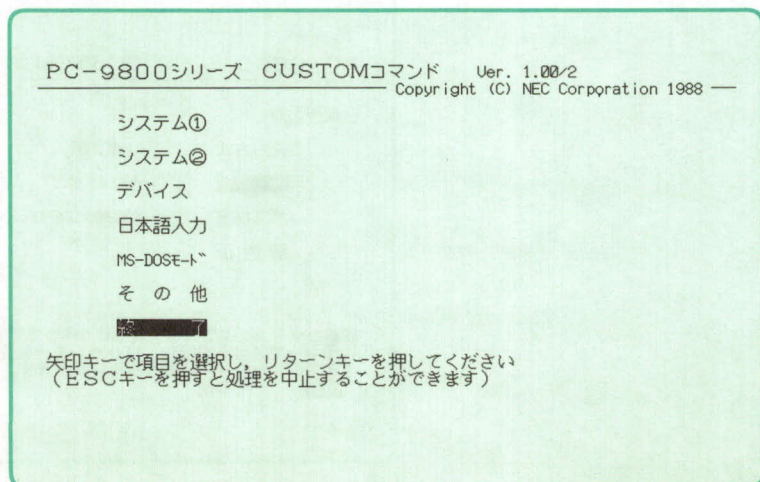 PC-9800シリーズ CUSTOMコマンド Ver. 1.00/2
Copyright (C) NEC Corporation 1988
システム①
システム②
デバイス
日本語入力
MS-DOSモード
その他
終了
矢印キーで項目を選択し，リターンキーを押してください
（ESCキーを押すと処理を中止することができます）